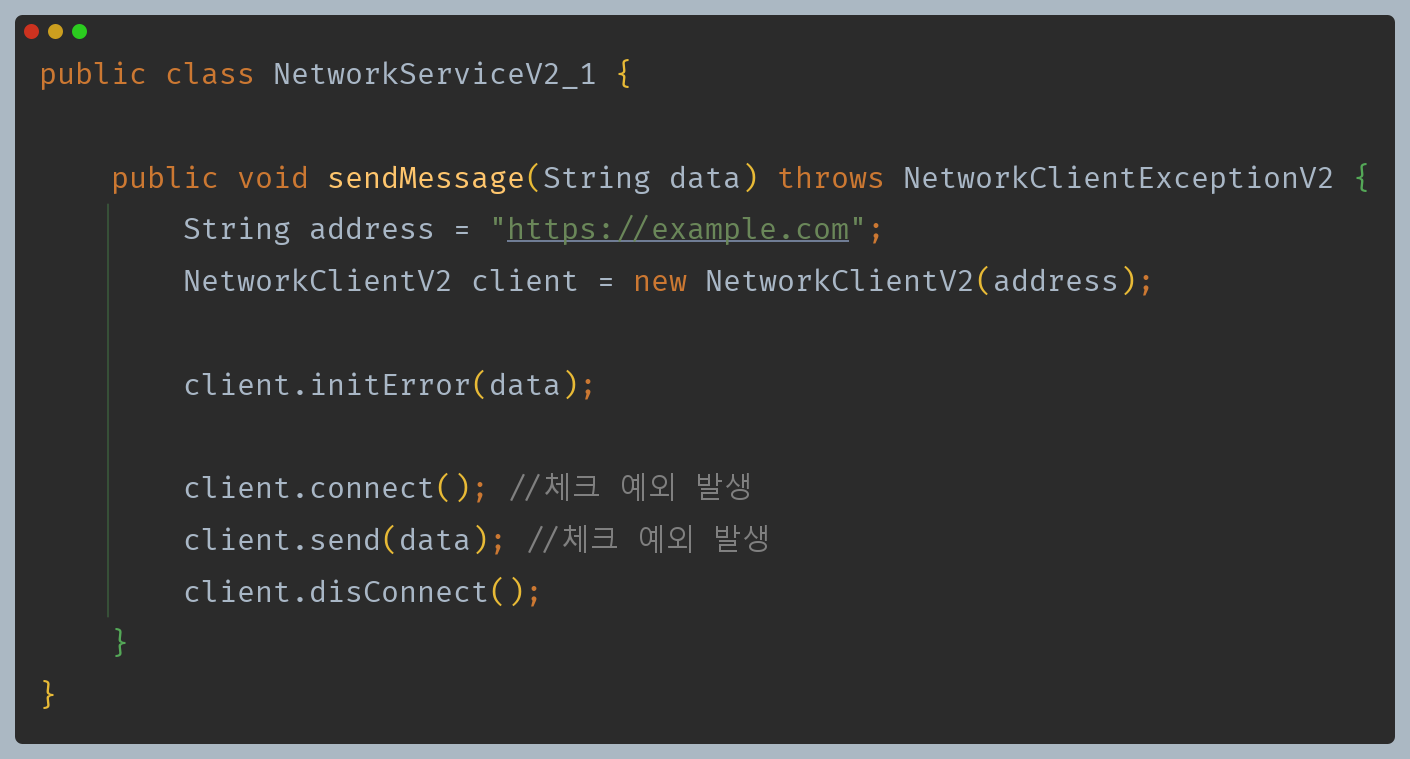 public class NetworkServiceV2_1 {
public void sendMessage(String data) throws NetworkClientExceptionV2 {
String address = "https://example.com";
NetworkClientV2 client = new NetworkClientV2(address);
client.initError(data);
client.connect(); //체크 예외 발생
client.send(data); //체크 예외 발생
client.disConnect();
}
}